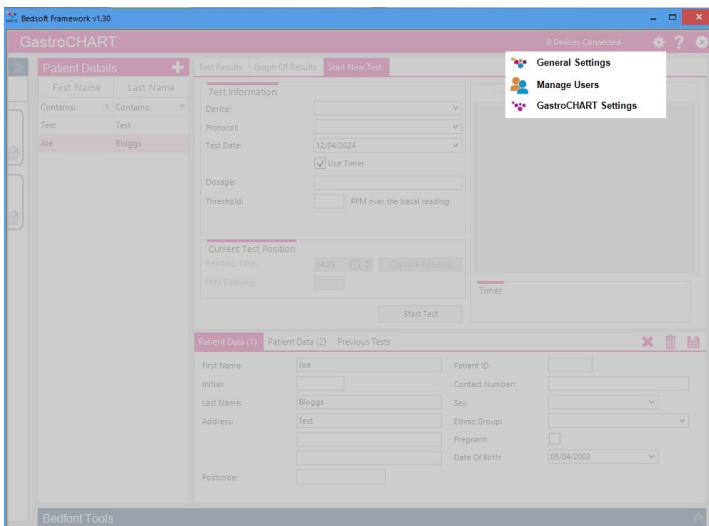 Bedsoft Framework v1.30
GastroCHART
0 Devices Connected
General Settings
Manage Users
GastroCHART Settings
Patient Details
First Name Last Name
Contains: Contains:
Test Test
Joe Bloggs
Test Results Graph Of Results Start New Test
Test Information
Device:
Protocol:
Test Date: 12/04/2024
Use Timer
Dosage:
Threshold: PPM over the basal reading
Current Test Position
Reading Time: 14:25 Capture Reading
PPM Reading:
Start Test
Timer
Patient Data (1) Patient Data (2) Previous Tests
First Name: Joe
Initial:
Last Name: Bloggs
Address: Test
Postcode:
Patient ID:
Contact Number:
Sex:
Ethnic Group:
Pregnant:
Date Of Birth: 05/04/2002
Bedfont Tools